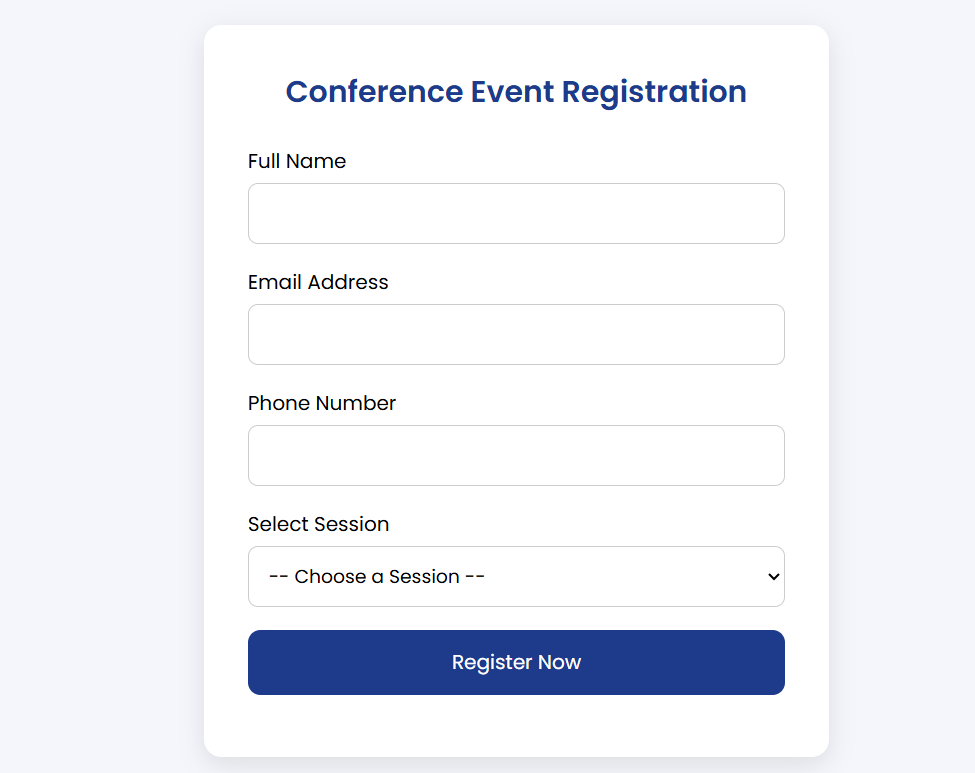 Conference Event Registration
Full Name
Email Address
Phone Number
Select Session
-- Choose a Session --
Register Now